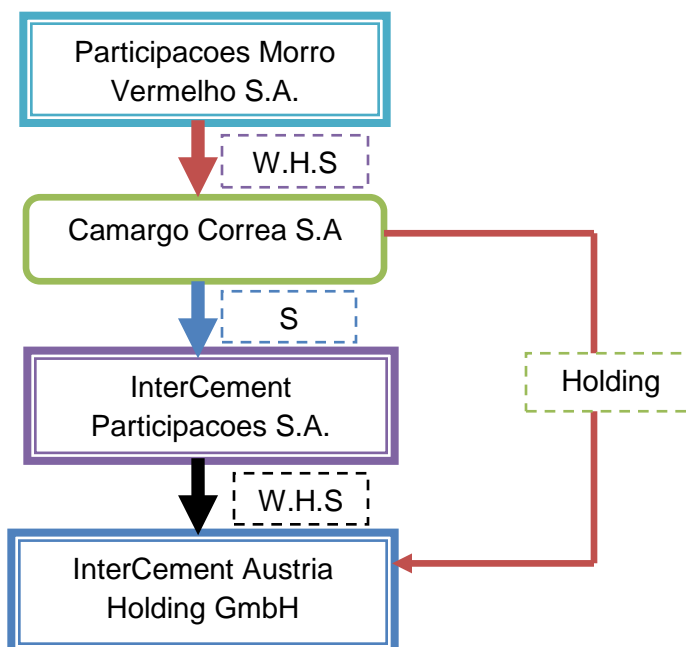 Participacoes Morro
Vermelho S.A.
W.H.S
Camargo Correa S.A
S
InterCement
Participacoes S.A.
Holding
W.H.S
InterCement Austria
Holding GmbH